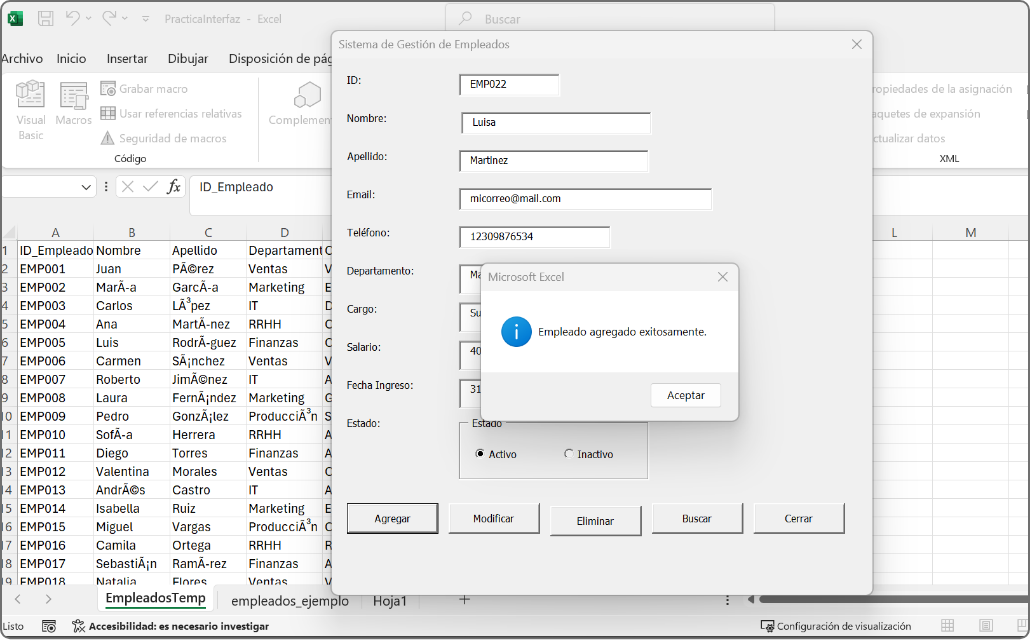 PracticaInterfaz - Excel
Buscar
Archivo Inicio Insertar Dibujar Disposición de pág
Visual Basic
Macros
Grabar macro
Usar referencias relativas
Seguridad de macros
Código
Complemen
ropiedades de la asignación
aquetes de expansión
ctualizar datos
XML
fx ID_Empleado
A B C D L M
1 ID_Empleado Nombre Apellido Departament C
2 EMP001 Juan PÃ©rez Ventas V
3 EMP002 MarÃ-a GarcÃ-a Marketing E
4 EMP003 Carlos LÃ³pez IT D
5 EMP004 Ana MartÃ-nez RRHH C
6 EMP005 Luis RodrÃ-guez Finanzas C
7 EMP006 Carmen SÃ¡nchez Ventas V
8 EMP007 Roberto JimÃ©nez IT A
9 EMP008 Laura FernÃ¡ndez Marketing G
10 EMP009 Pedro GonzÃ¡lez ProducciÃ³n S
11 EMP010 SofÃ-a Herrera RRHH A
12 EMP011 Diego Torres Finanzas A
13 EMP012 Valentina Morales Ventas C
14 EMP013 AndrÃ©s Castro IT A
15 EMP014 Isabella Ruiz Marketing E
16 EMP015 Miguel Vargas ProducciÃ³n C
17 EMP016 Camila Ortega RRHH R
18 EMP017 SebastiÃ¡n RamÃ-rez Finanzas A
19 EMP018 Natalia Flores Ventas V
Sistema de Gestión de Empleados
ID: EMP022
Nombre: Luisa
Apellido: Martinez
Email: micorreo@mail.com
Teléfono: 12309876534
Departamento: Ma
Cargo: Su
Salario: 40
Fecha Ingreso: 31
Estado: Estado
Activo Inactivo
Agregar Modificar Eliminar Buscar Cerrar
Microsoft Excel
Empleado agregado exitosamente.
Aceptar
EmpleadosTemp empleados_ejemplo Hoja1
Listo Accesibilidad: es necesario investigar Configuración de visualización